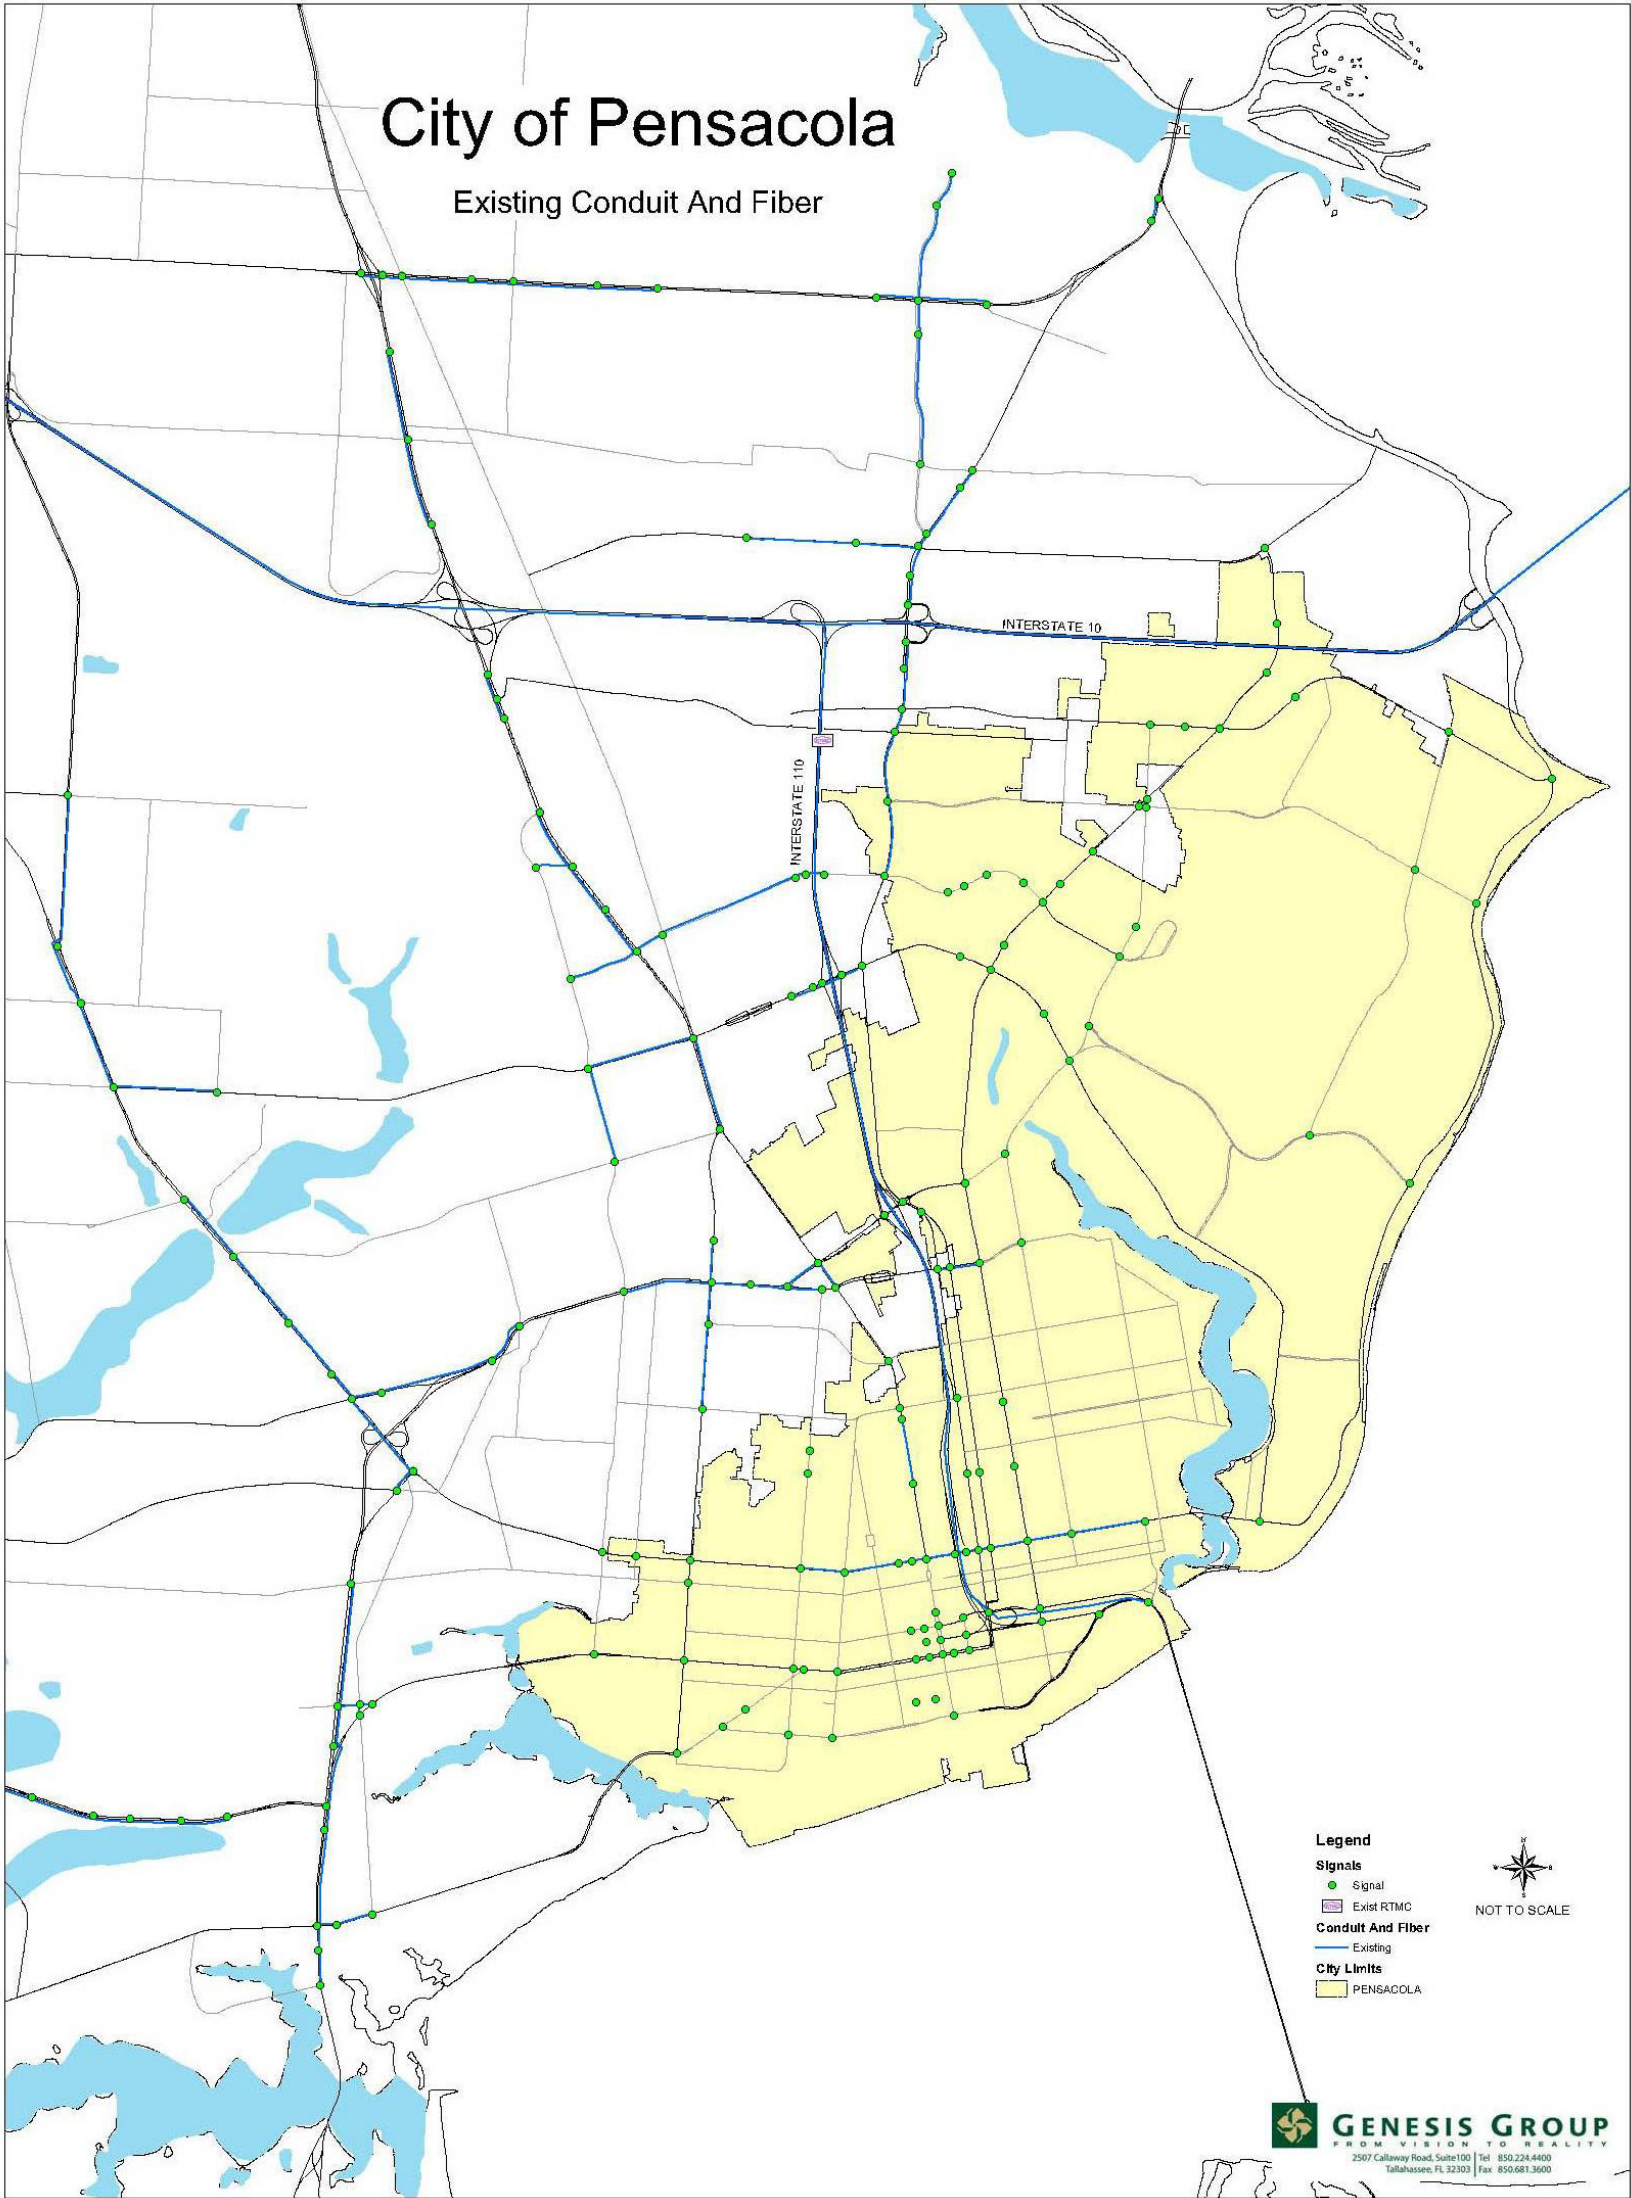 City of Pensacola
Existing Conduit And Fiber
INTERSTATE 10
INTERSTATE 110
Legend
Signals
Signal
Exist RTMC
Conduit And Fiber
Existing
City Limits
PENSACOLA
NOT TO SCALE
GENESIS GROUP
FROM VISION TO REALITY
2507 Callaway Road, Suite100 | Tel 850.224.4400
Tallahassee, FL 32303 | Fax 850.681.3600